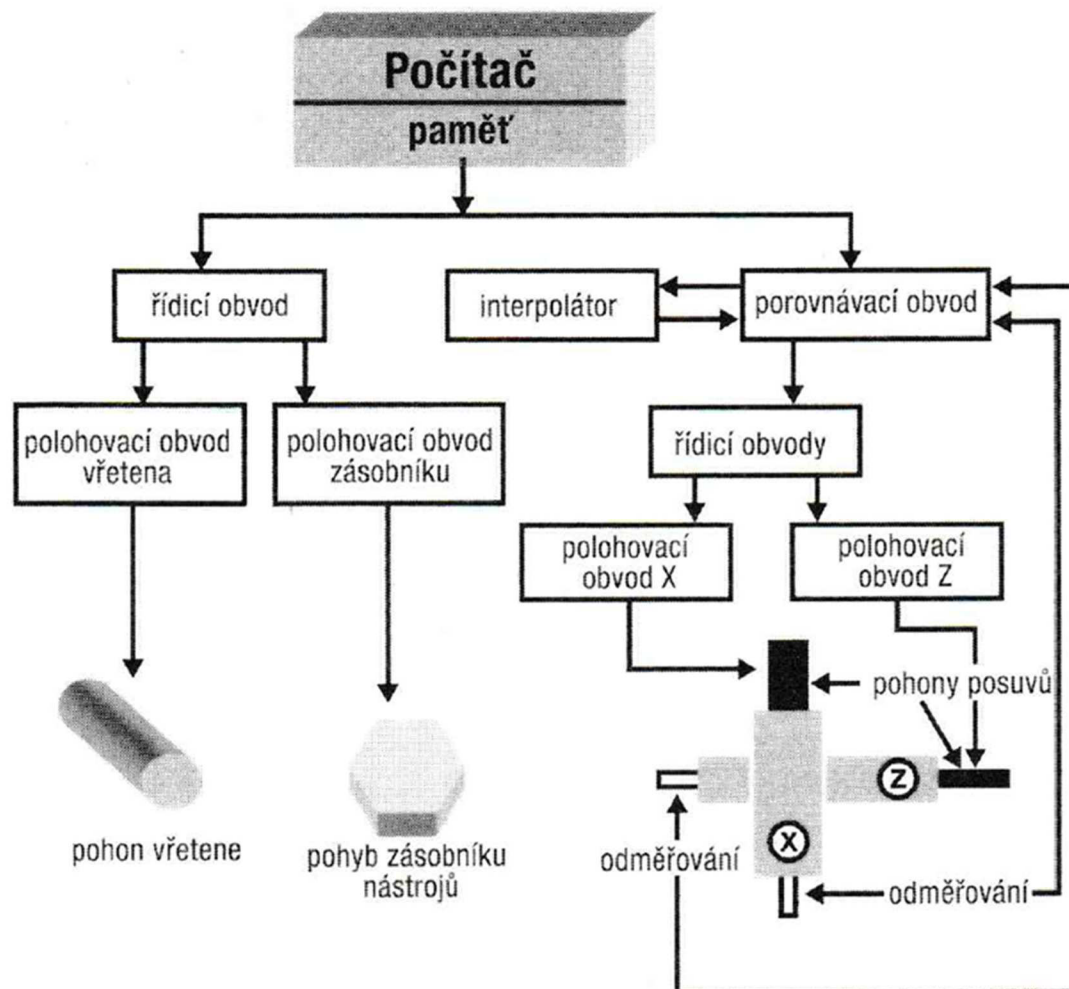 Počítač
paměť
řídicí obvod
interpolátor
porovnávací obvod
polohovací obvod
vřetena
polohovací obvod
zásobníku
řídicí obvody
polohovací
obvod X
polohovací
obvod Z
pohony posuvů
Z
X
odměřování
odměřování
pohon vřetene
pohyb zásobníku
nástrojů